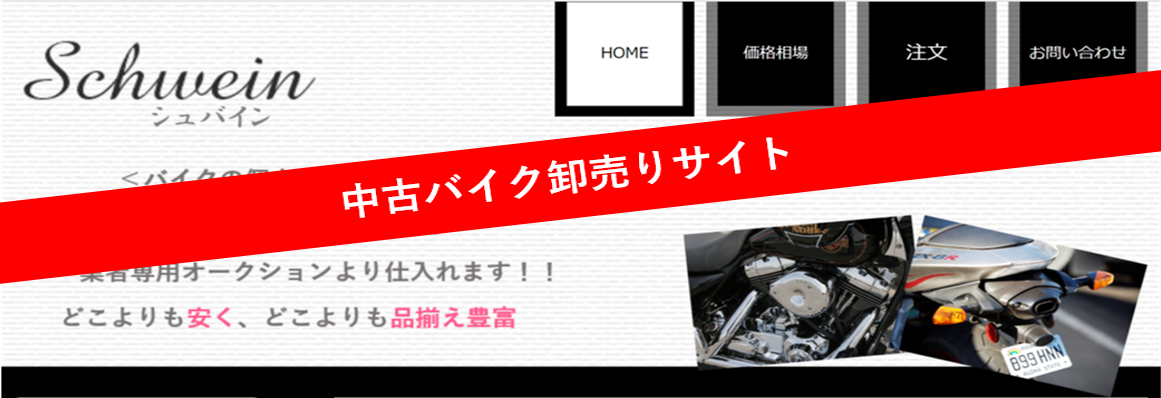 Schwein
シュバイン
HOME
価格相場
注文
お問い合わせ
<バイクの個
中古バイク卸売りサイト
業者専用オークションより仕入れます！！
どこよりも安く、どこよりも品揃え豊富
899 HNN
ALOHA STATE